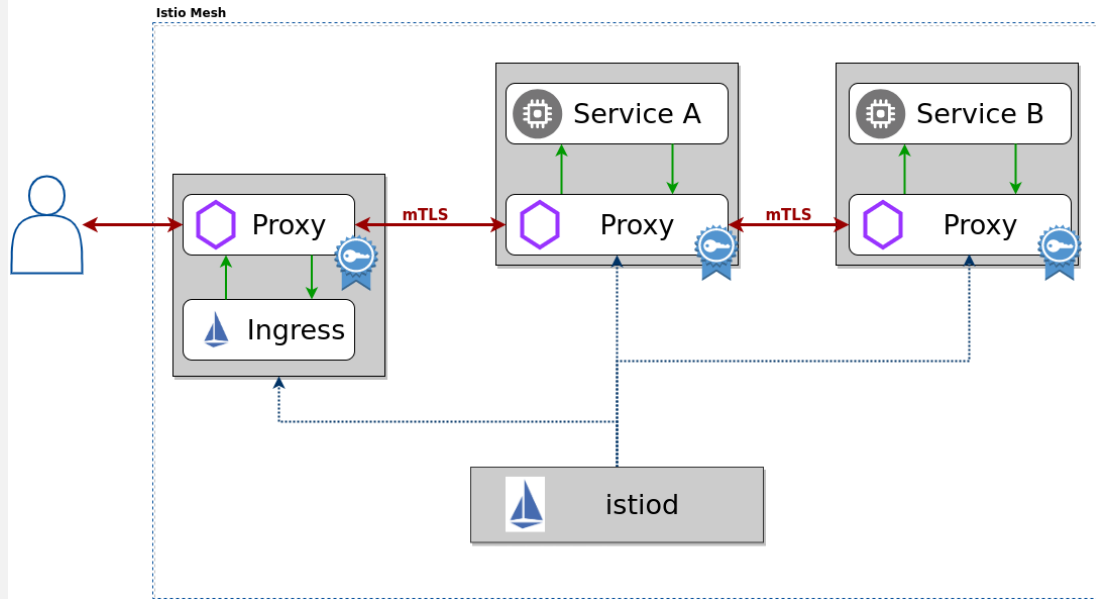 Istio Mesh
Service A
Service B
Proxy
mTLS
Proxy
mTLS
Proxy
Ingress
istiod